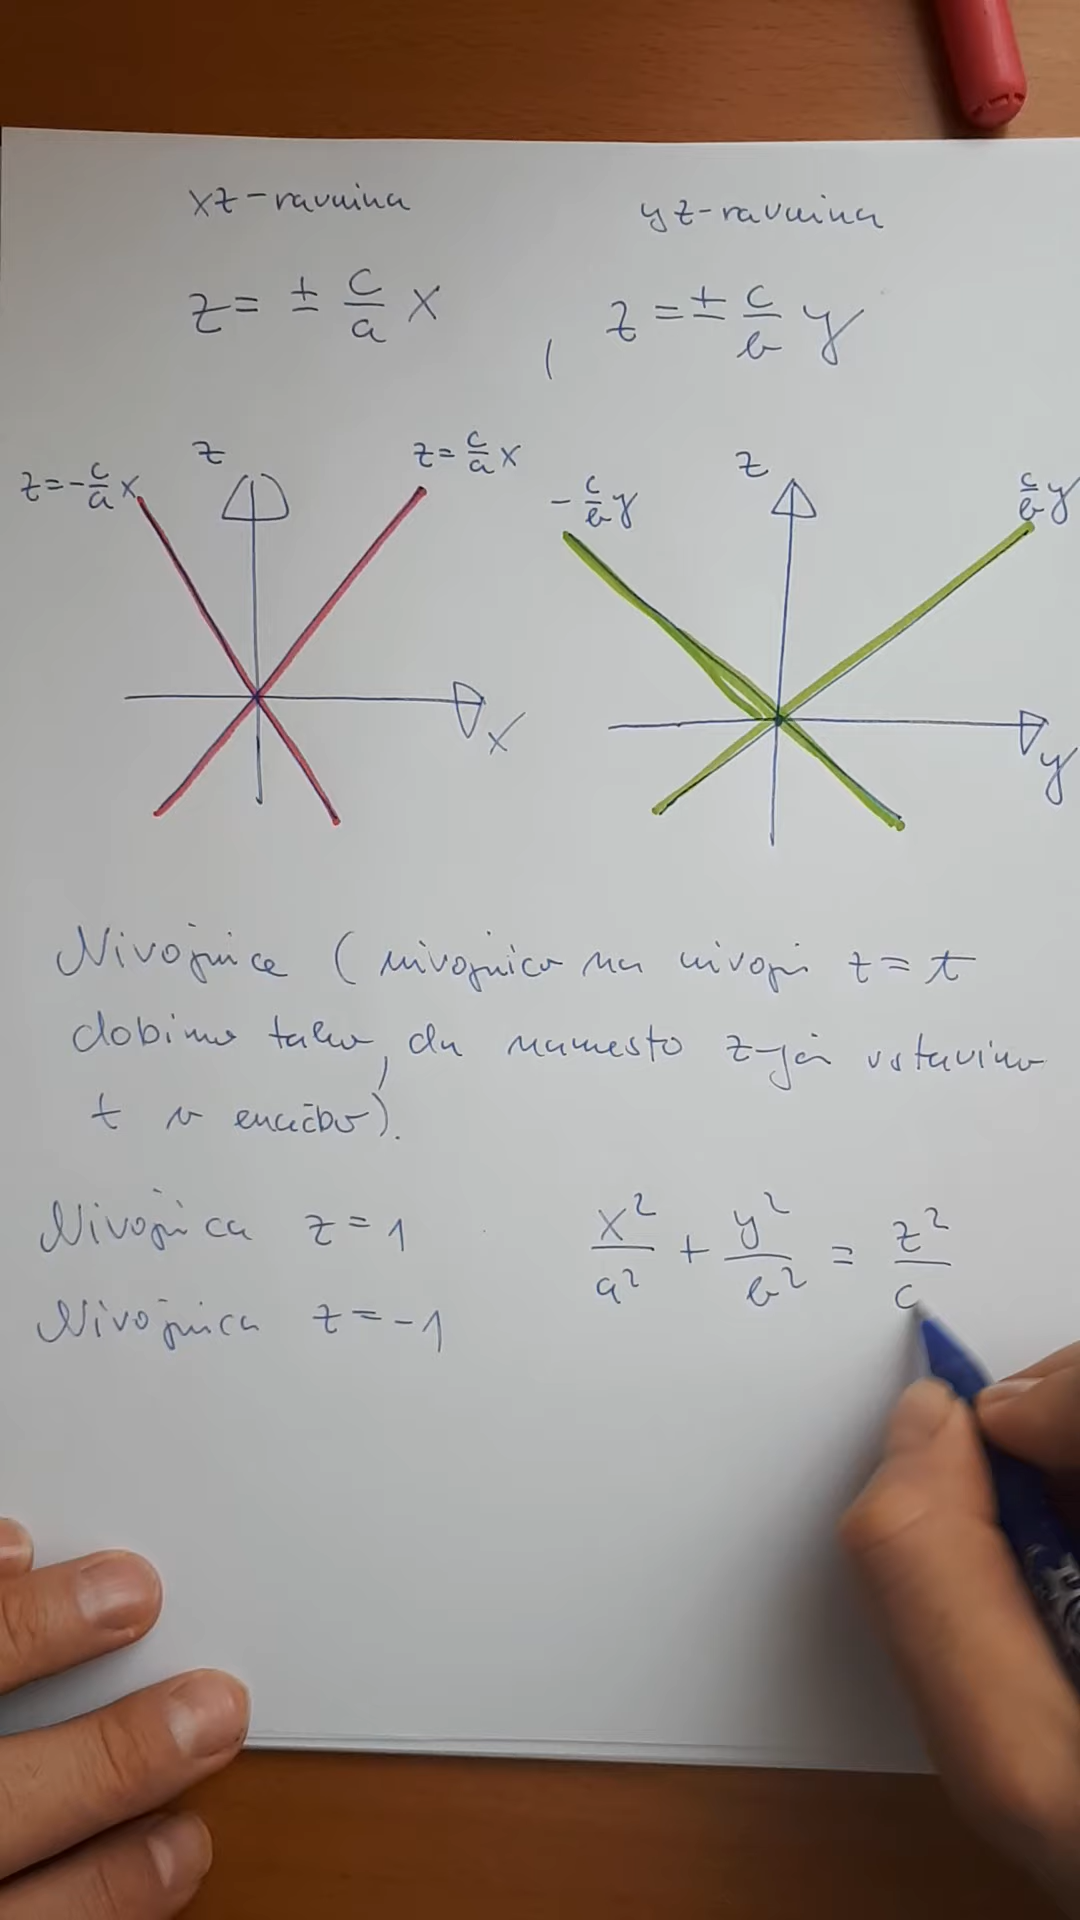 xz-ravnina
yz-ravnina
z = ± c/a x , z = ± c/b y
z = -c/a x
z
z = c/a x
x
-c/b y
z
c/b y
y
Nivojnice (nivojnico na nivoju z = t
dobimo tako, da namesto z-ja vstavimo
t v enačbo).
Nivojnica z = 1
x²/a² + y²/b² = z²/c
Nivojnica z = -1